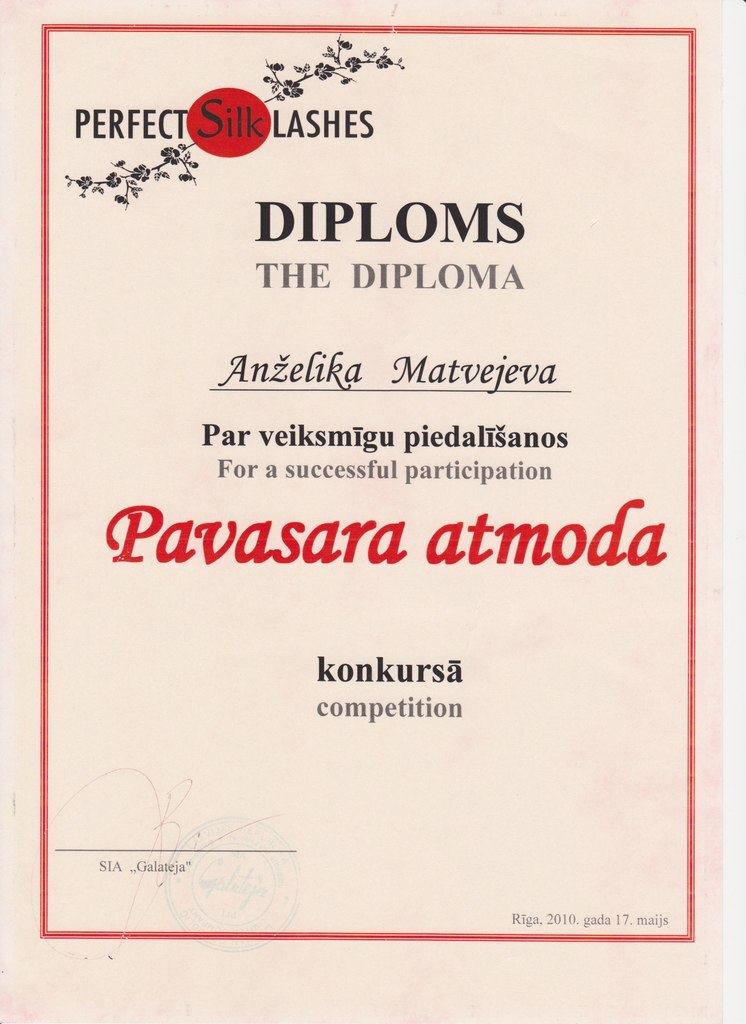 PERFECT Silk LASHES
DIPLOMS
THE DIPLOMA
Anželika Matvejeva
Par veiksmīgu piedalīšanos
For a successful participation
Pavasara atmoda
konkursā
competition
SIA „Galateja"
Galateja
Rīga, 2010. gada 17. maijs